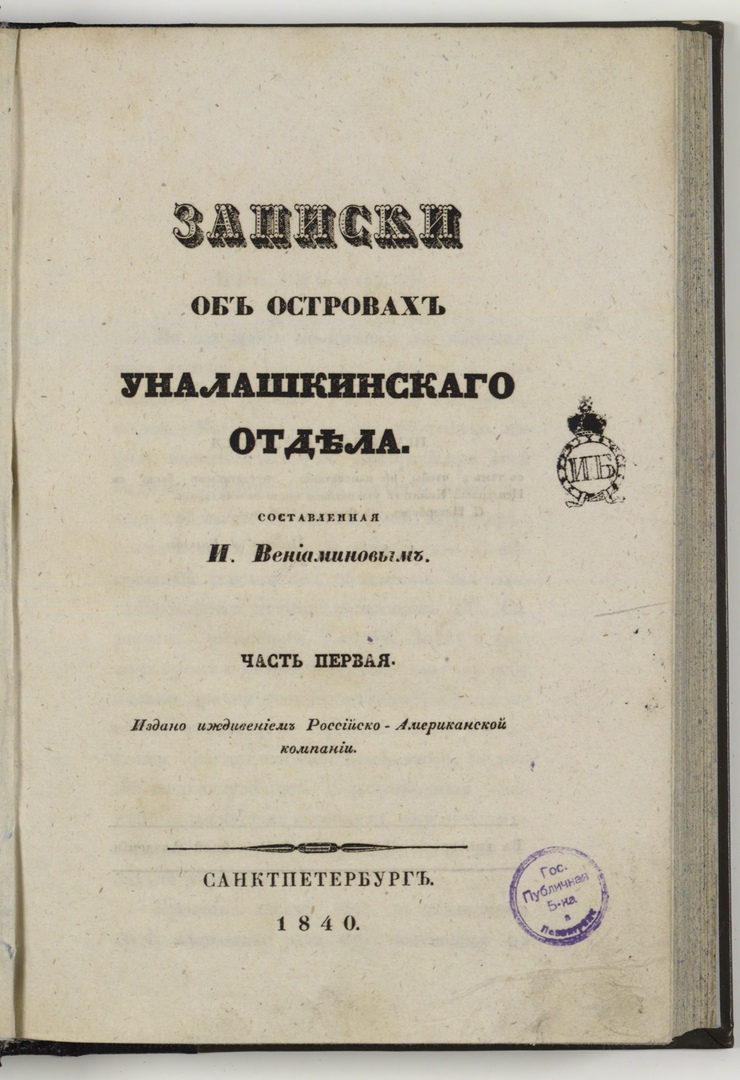 ЗАПИСКИ
ОБЪ ОСТРОВАХЪ
УНАЛАШКИНСКАГО
ОТДѢЛА.
СОСТАВЛЕННАЯ
И. Веніаминовымъ.
ЧАСТЬ ПЕРВАЯ.
Издано иждивеніемъ Россійско-Американской
компаніи.
САНКТПЕТЕРБУРГЪ.
1840.
ИБ
Гос.
Публичная
Б-ка
в
Ленинграде